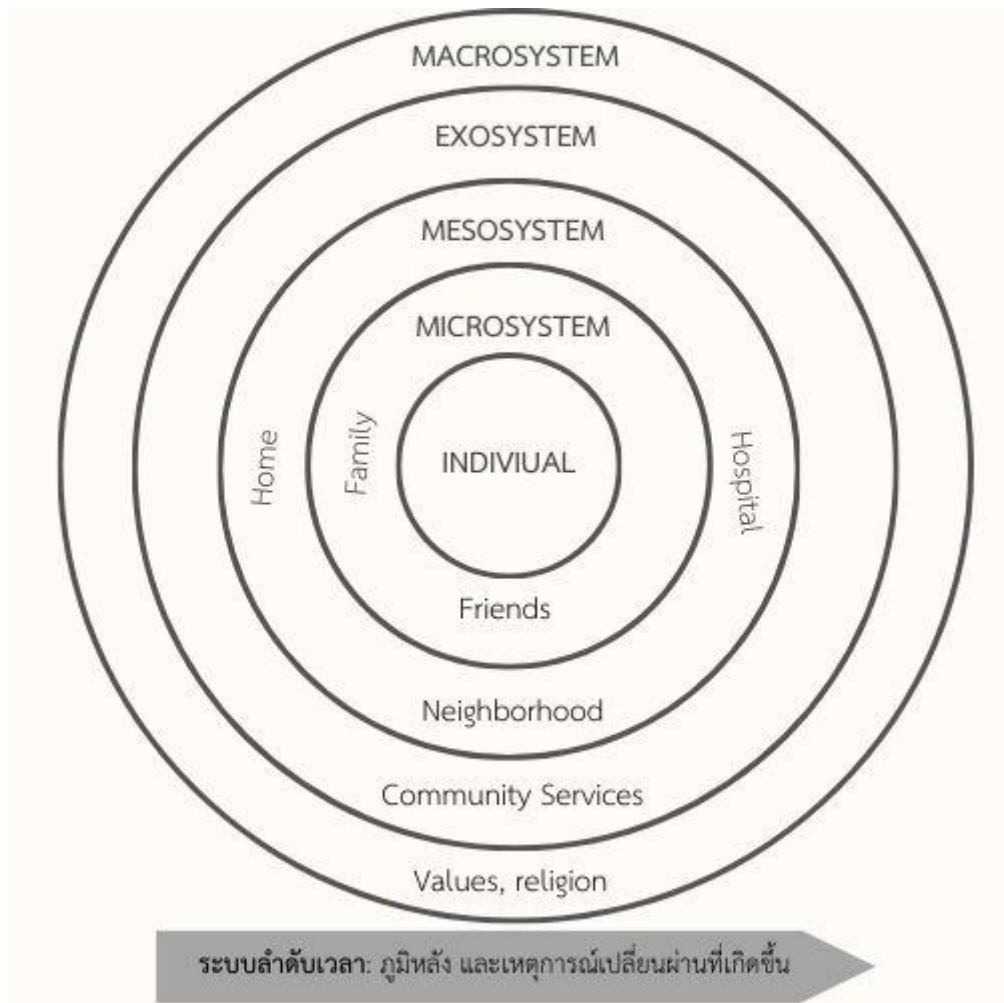 MACROSYSTEM
EXOSYSTEM
MESOSYSTEM
MICROSYSTEM
Home
Family
INDIVIUAL
Hospital
Friends
Neighborhood
Community Services
Values, religion
ระบบลำดับเวลา: ภูมิหลัง และเหตุการณ์เปลี่ยนผ่านที่เกิดขึ้น